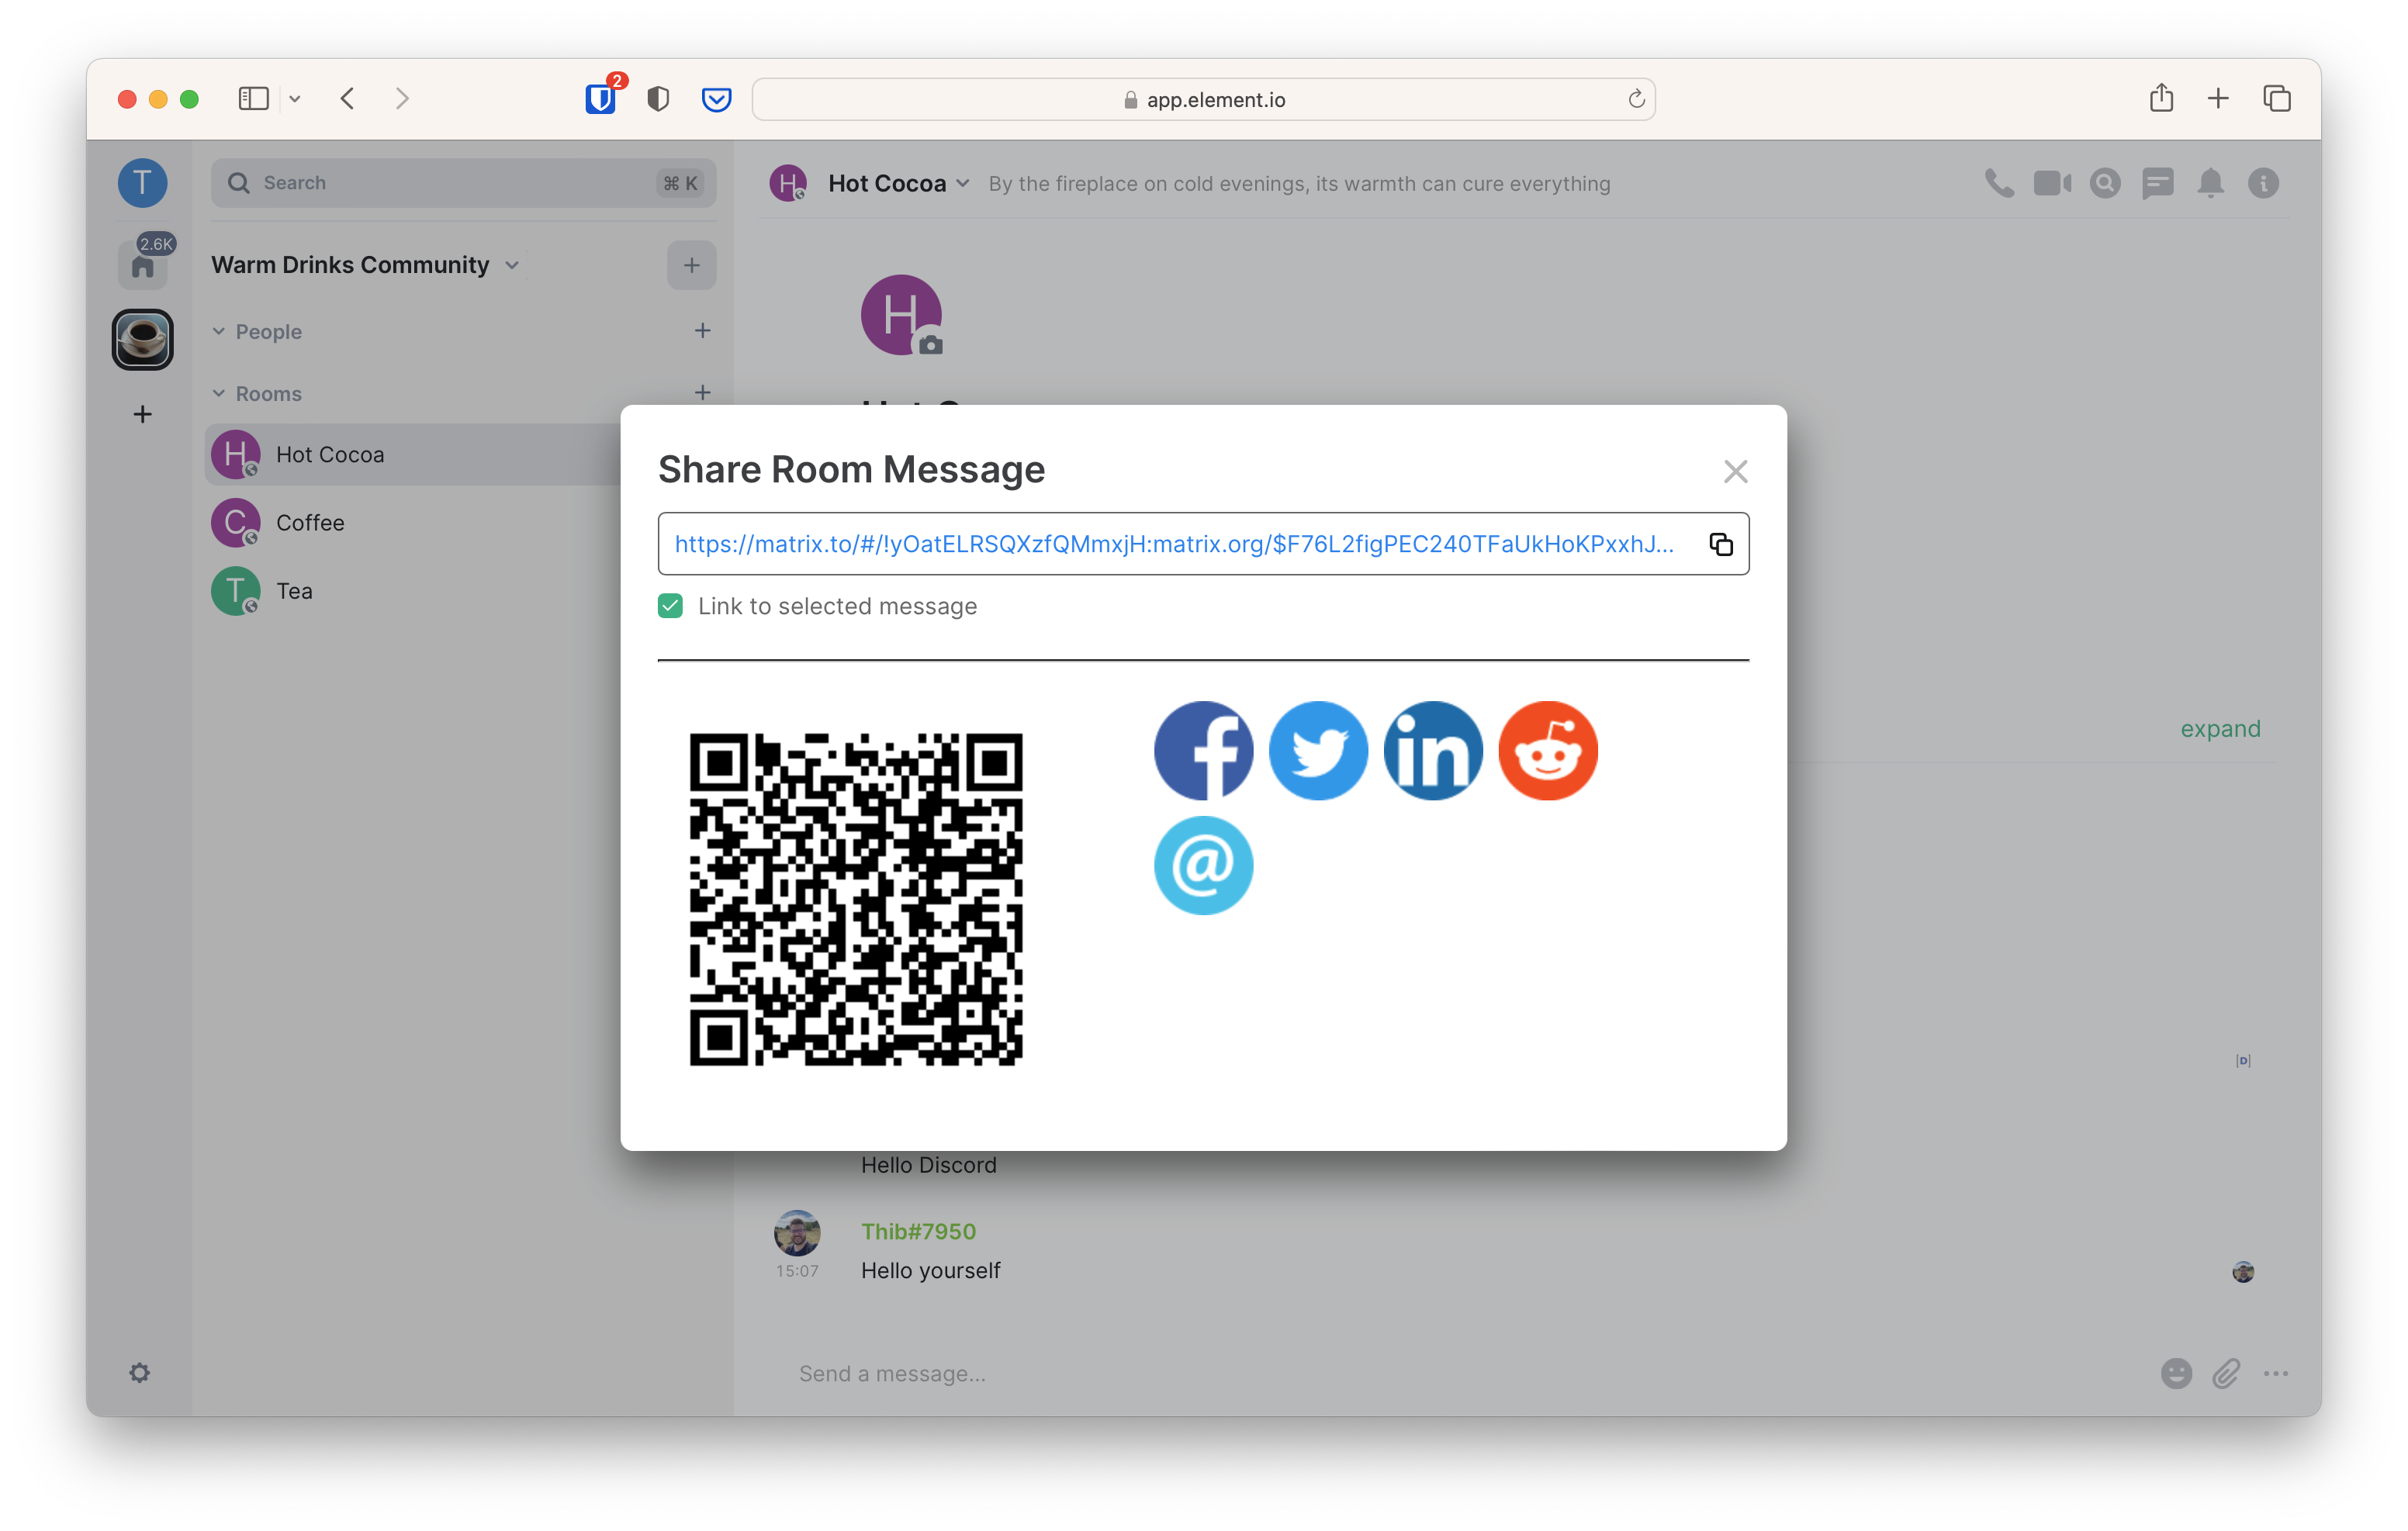 2
app.element.io
T
Search
⌘ K
2.6K
Warm Drinks Community
People
Rooms
H
Hot Cocoa
C
Coffee
T
Tea
H
Hot Cocoa
By the fireplace on cold evenings, its warmth can cure everything
H
Share Room Message
https://matrix.to/#/!yOatELRSQXzfQMmxjH:matrix.org/$F76L2figPEC240TFaUkHoKPxxhJ...
Link to selected message
f
in
@
expand
[D]
Hello Discord
Thib#7950
15:07
Hello yourself
Send a message...